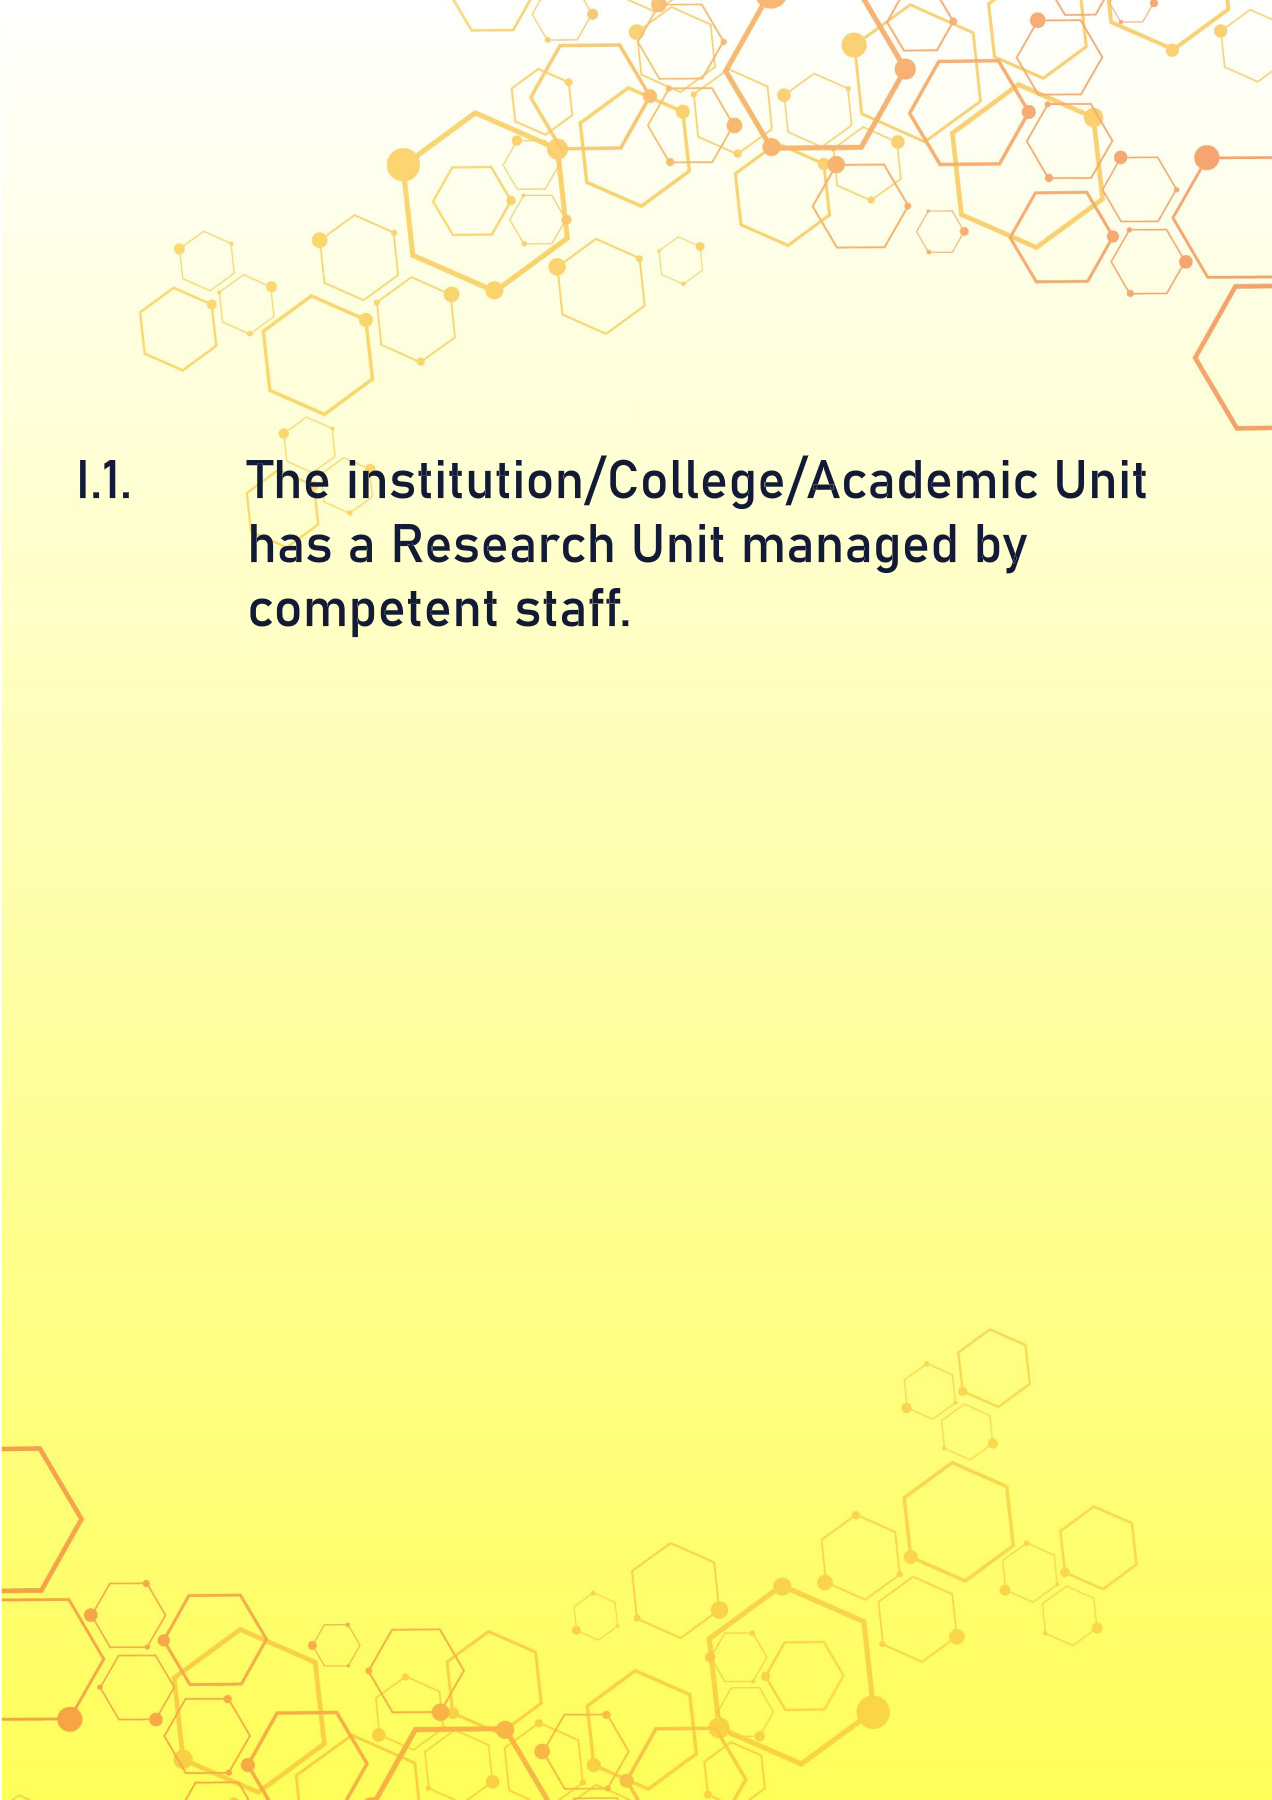 I.1. The institution/College/Academic Unit
has a Research Unit managed by
competent staff.